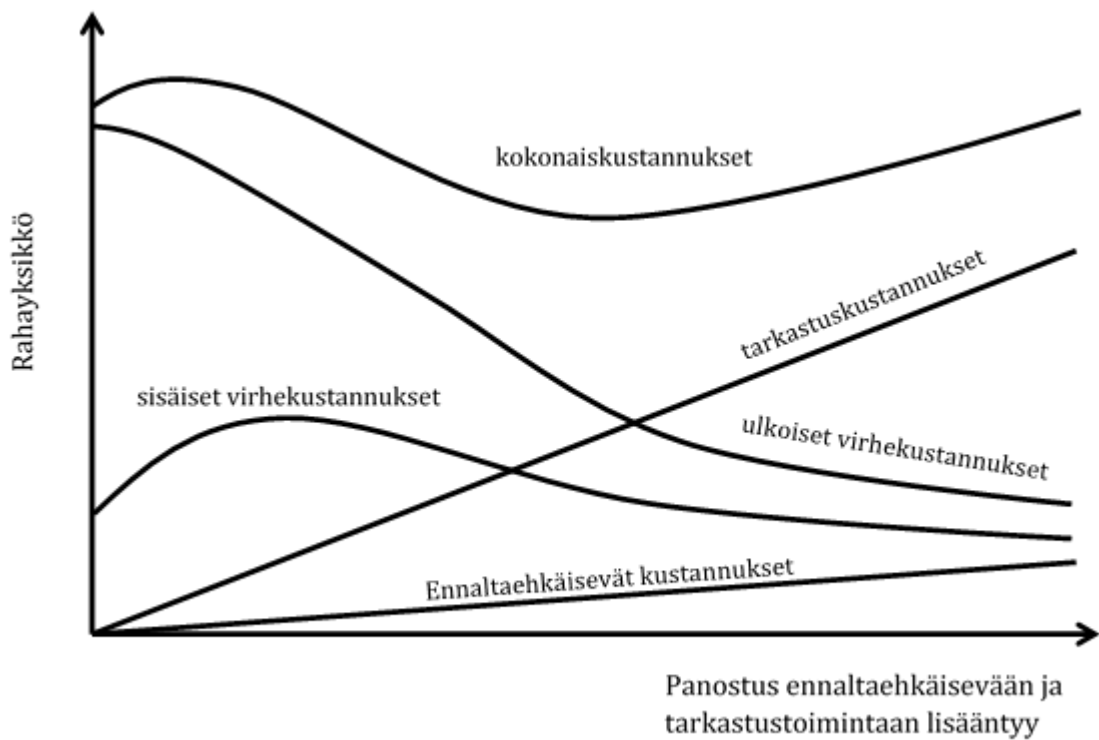 kokonaiskustannukset
Rahayksikkö
tarkastuskustannukset
sisäiset virhekustannukset
ulkoiset virhekustannukset
Ennaltaehkäisevät kustannukset
Panostus ennaltaehkäisevään ja
tarkastustoimintaan lisääntyy